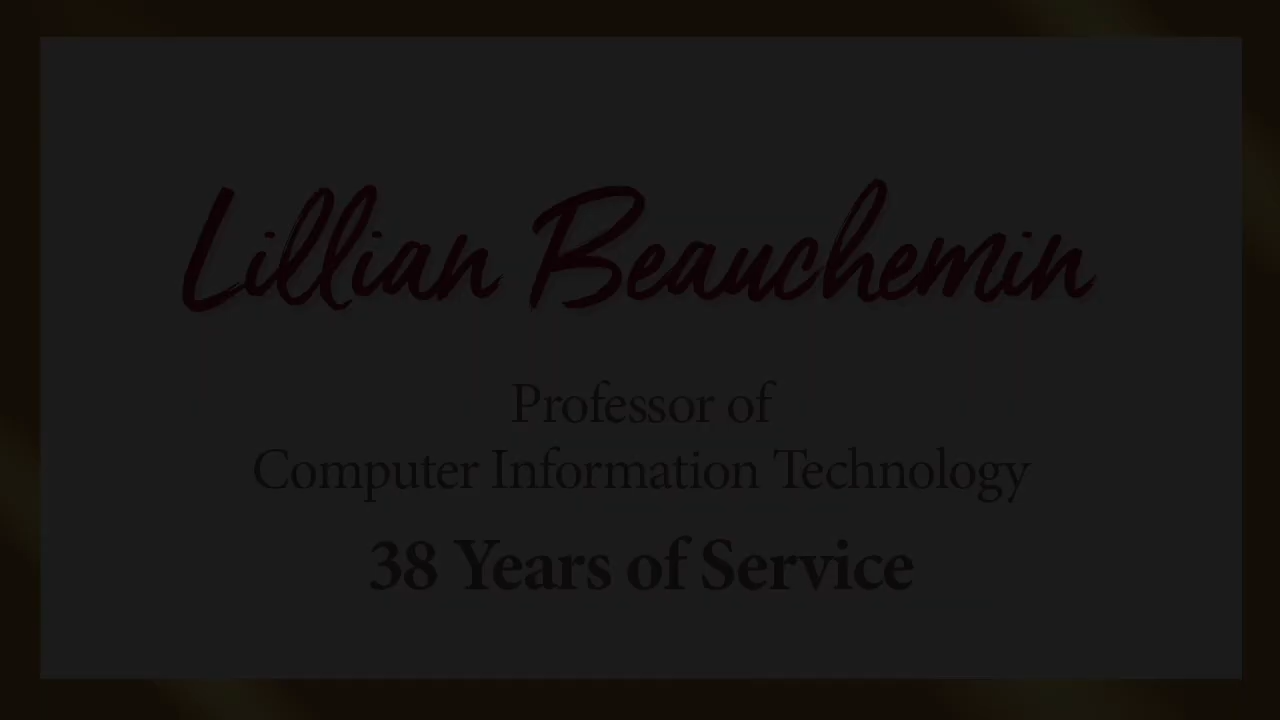 Lillian Beauchemin
Professor of
Computer Information Technology
38 Years of Service